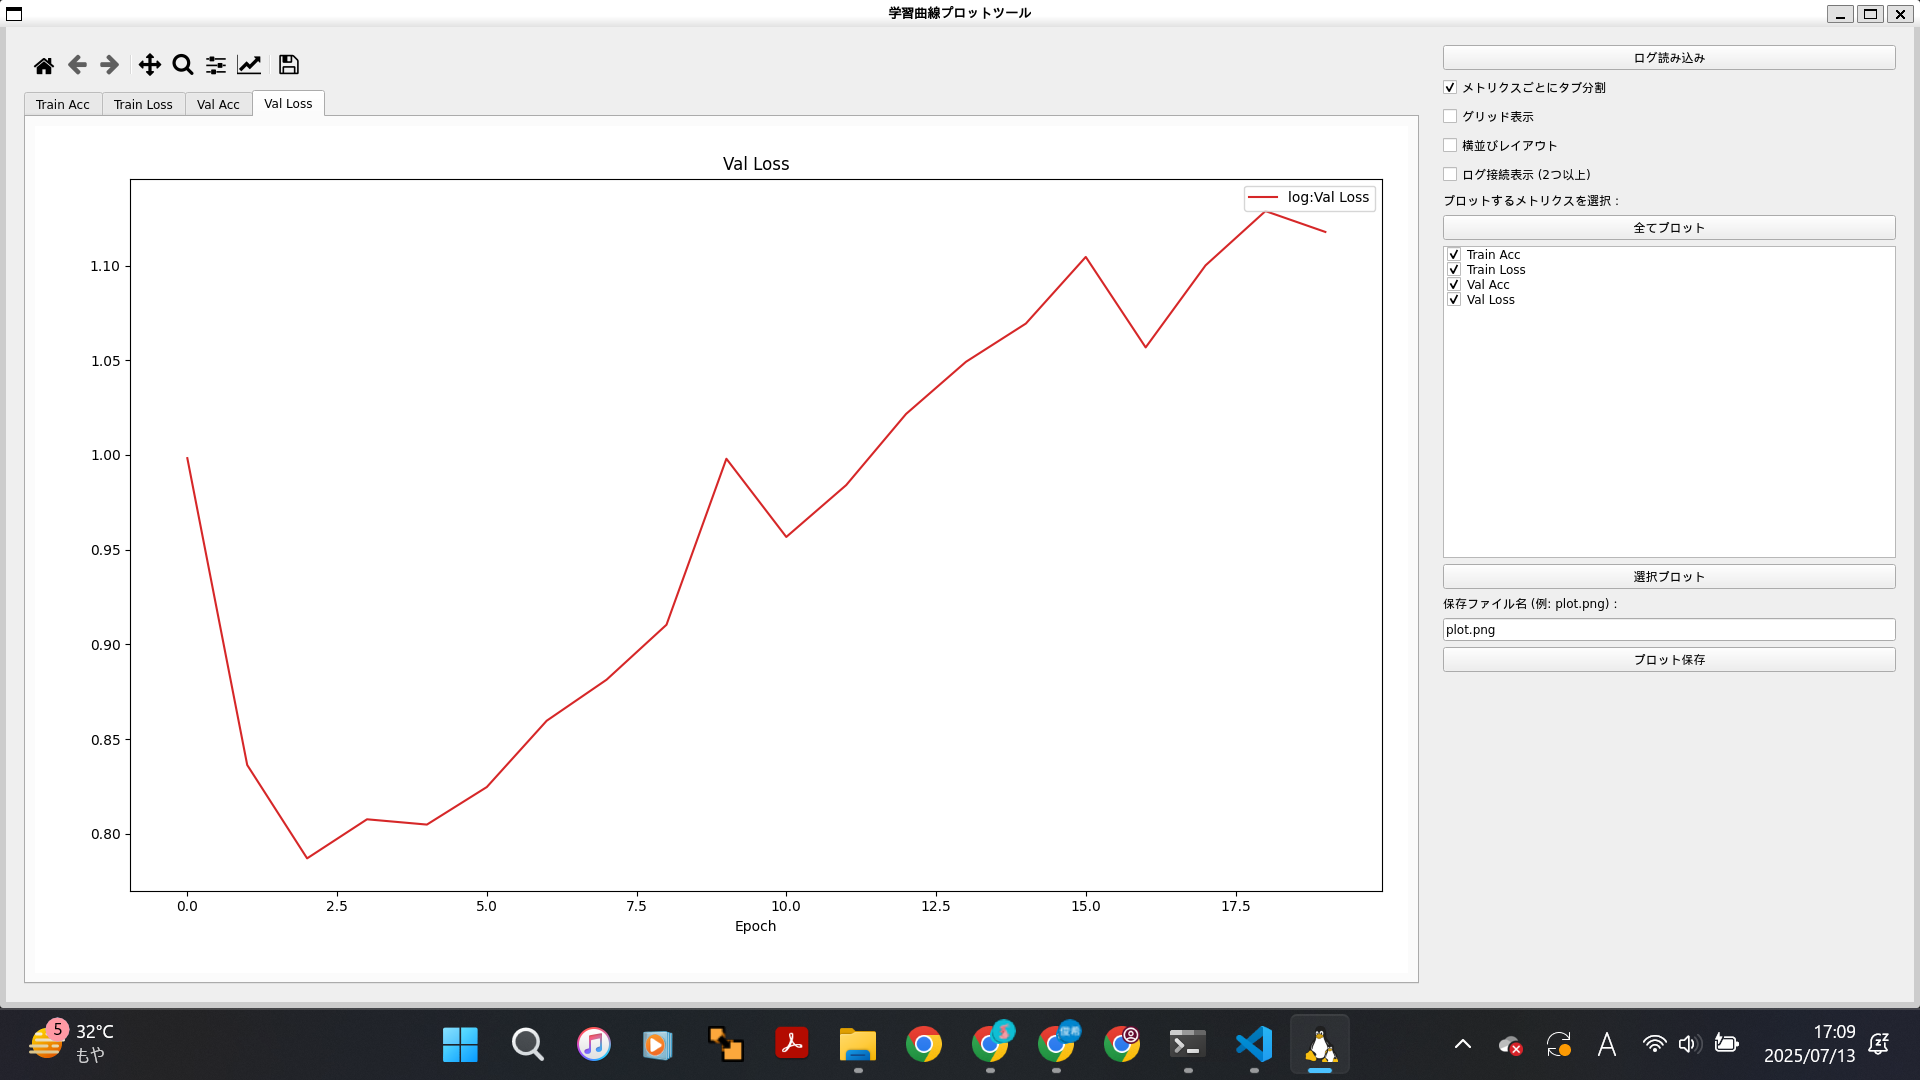 学習曲線プロットツール
Train Acc
Train Loss
Val Acc
Val Loss
Val Loss
log:Val Loss
1.10
1.05
1.00
0.95
0.90
0.85
0.80
0.0 2.5 5.0 7.5 10.0 12.5 15.0 17.5
Epoch
ログ読み込み
メトリクスごとにタブ分割
グリッド表示
横並びレイアウト
ログ接続表示 (2つ以上)
プロットするメトリクスを選択：
全てプロット
Train Acc
Train Loss
Val Acc
Val Loss
選択プロット
保存ファイル名 (例: plot.png)：
plot.png
プロット保存
5
32°C
もや
A
17:09
2025/07/13